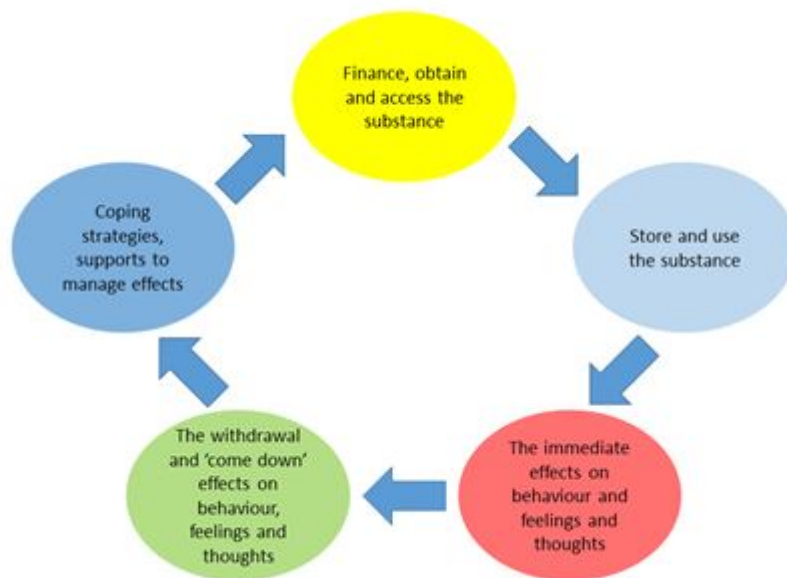 Finance, obtain
and access the
substance
Store and use
the substance
The immediate
effects on
behaviour and
feelings and
thoughts
The withdrawal
and ‘come down’
effects on
behaviour,
feelings and
thoughts
Coping
strategies,
supports to
manage effects